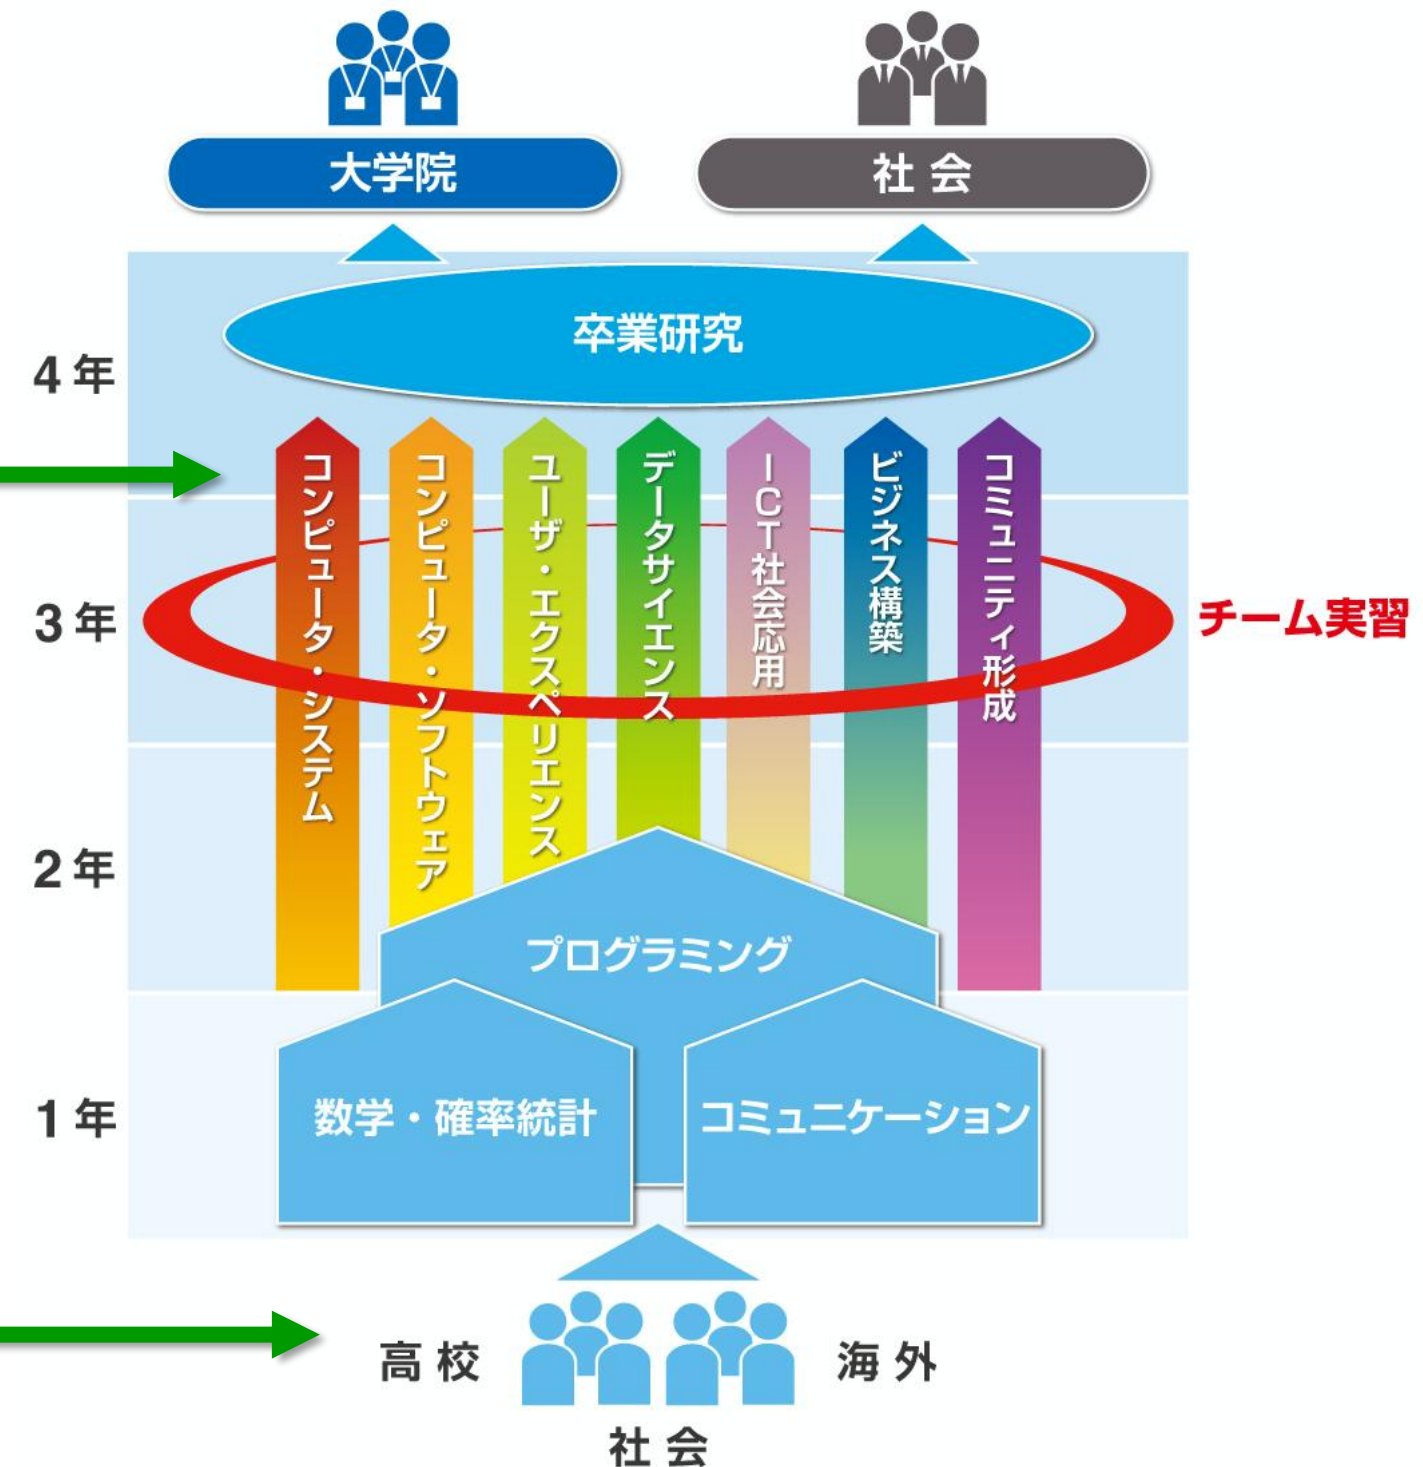 大学院
社会
卒業研究
4年
コンピュータ・システム
コンピュータ・ソフトウェア
ユーザ・エクスペリエンス
データサイエンス
ICT社会応用
ビジネス構築
コミュニティ形成
3年
チーム実習
2年
プログラミング
1年
数学・確率統計
コミュニケーション
高校
海外
社会